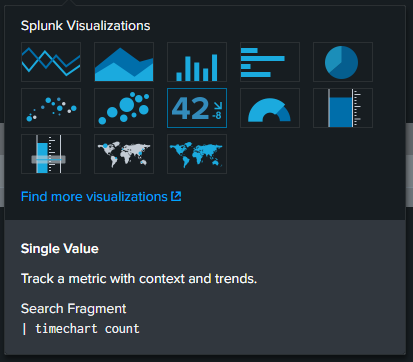 Splunk Visualizations
42
-8
Find more visualizations
Single Value
Track a metric with context and trends.
Search Fragment
| timechart count